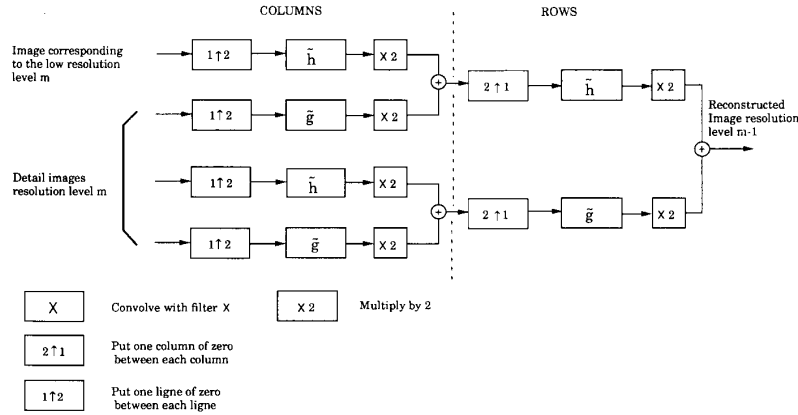 COLUMNS
ROWS
Image corresponding
to the low resolution
level m
1↑2
h̃
X 2
+
2 ↑1
h̃
X 2
1↑2
g̃
X 2
Reconstructed
Image resolution
level m-1
+
Detail images
resolution level m
1↑2
h̃
X 2
+
2 ↑1
g̃
X 2
1↑2
g̃
X 2
X
Convolve with filter X
X 2
Multiply by 2
2↑1
Put one column of zero
between each column
1↑2
Put one ligne of zero
between each ligne